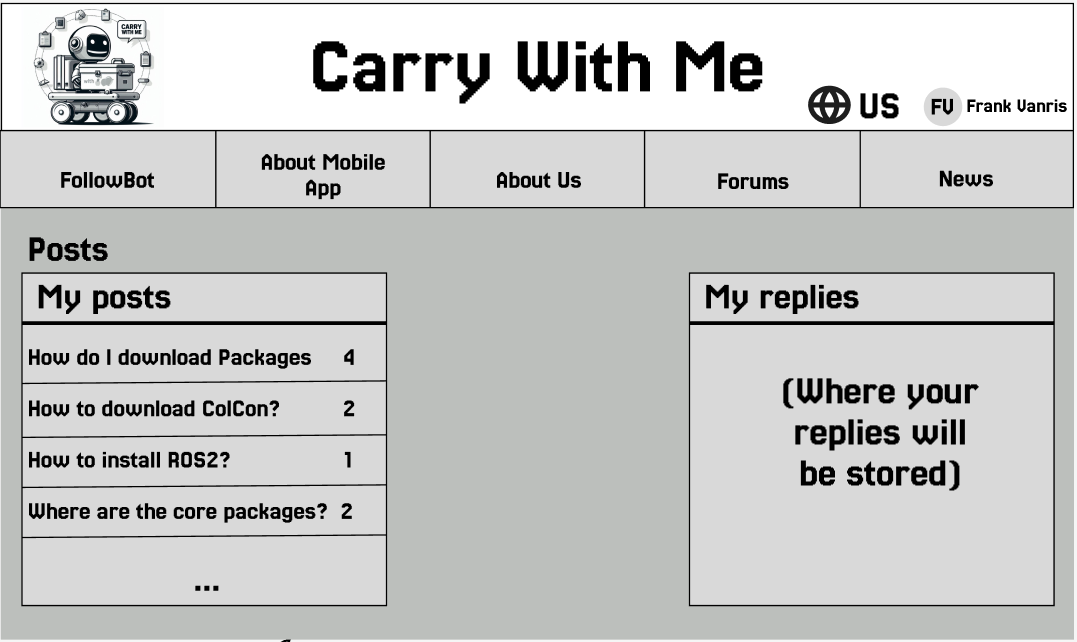 CARRY
WITH ME
Carry With Me
US
FV Frank Vanris
FollowBot
About Mobile
App
About Us
Forums
News
Posts
My posts
How do I download Packages 4
How to download ColCon? 2
How to install ROS2? 1
Where are the core packages? 2
...
My replies
(Where your
replies will
be stored)